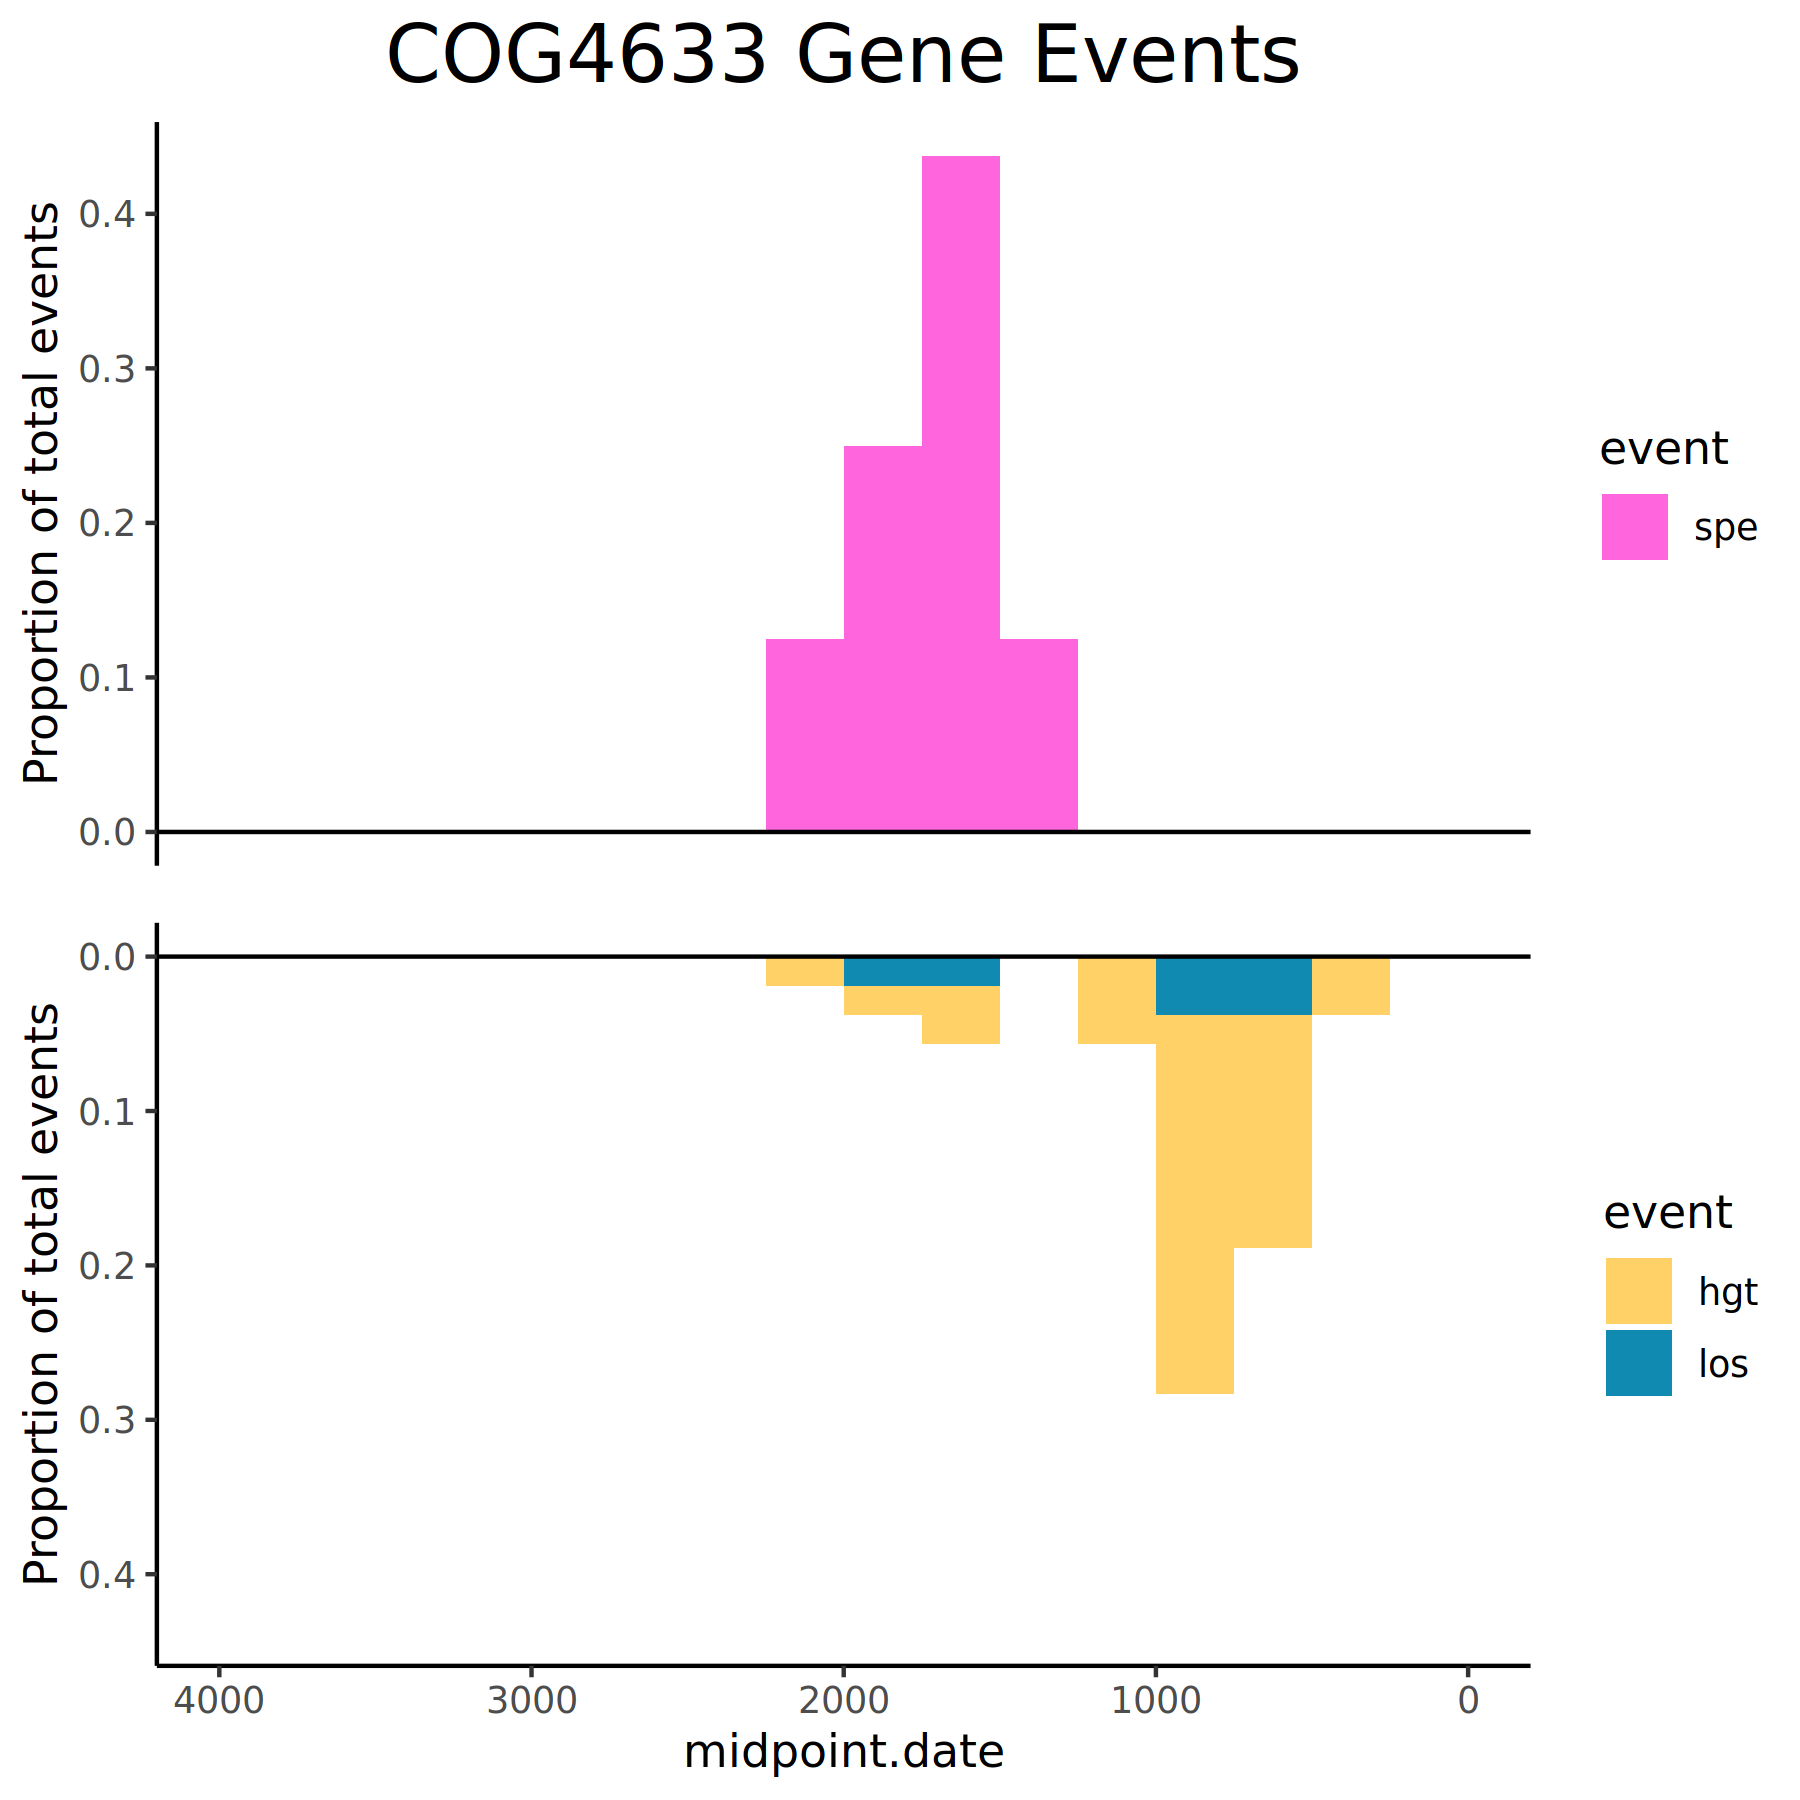 COG4633 Gene Events
Proportion of total events
0.4
0.3
0.2
0.1
0.0
event
spe
Proportion of total events
0.0
0.1
0.2
0.3
0.4
event
hgt
los
4000 3000 2000 1000 0
midpoint.date